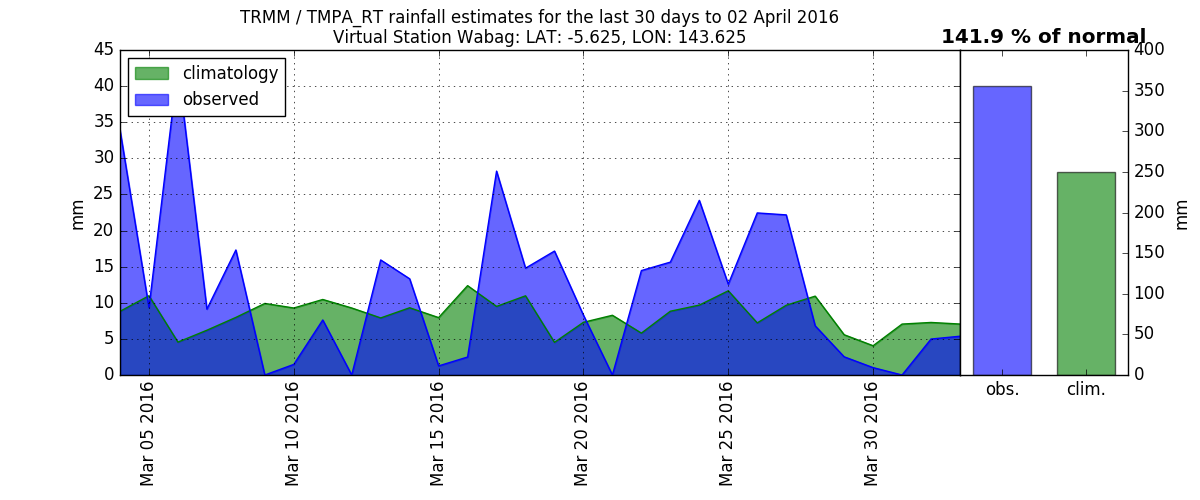 TRMM / TMPA_RT rainfall estimates for the last 30 days to 02 April 2016
Virtual Station Wabag: LAT: -5.625, LON: 143.625
141.9 % of normal
climatology
observed
45
40
35
30
25
20
15
10
5
0
mm
Mar 05 2016
Mar 10 2016
Mar 15 2016
Mar 20 2016
Mar 25 2016
Mar 30 2016
400
350
300
250
200
150
100
50
0
mm
obs.
clim.